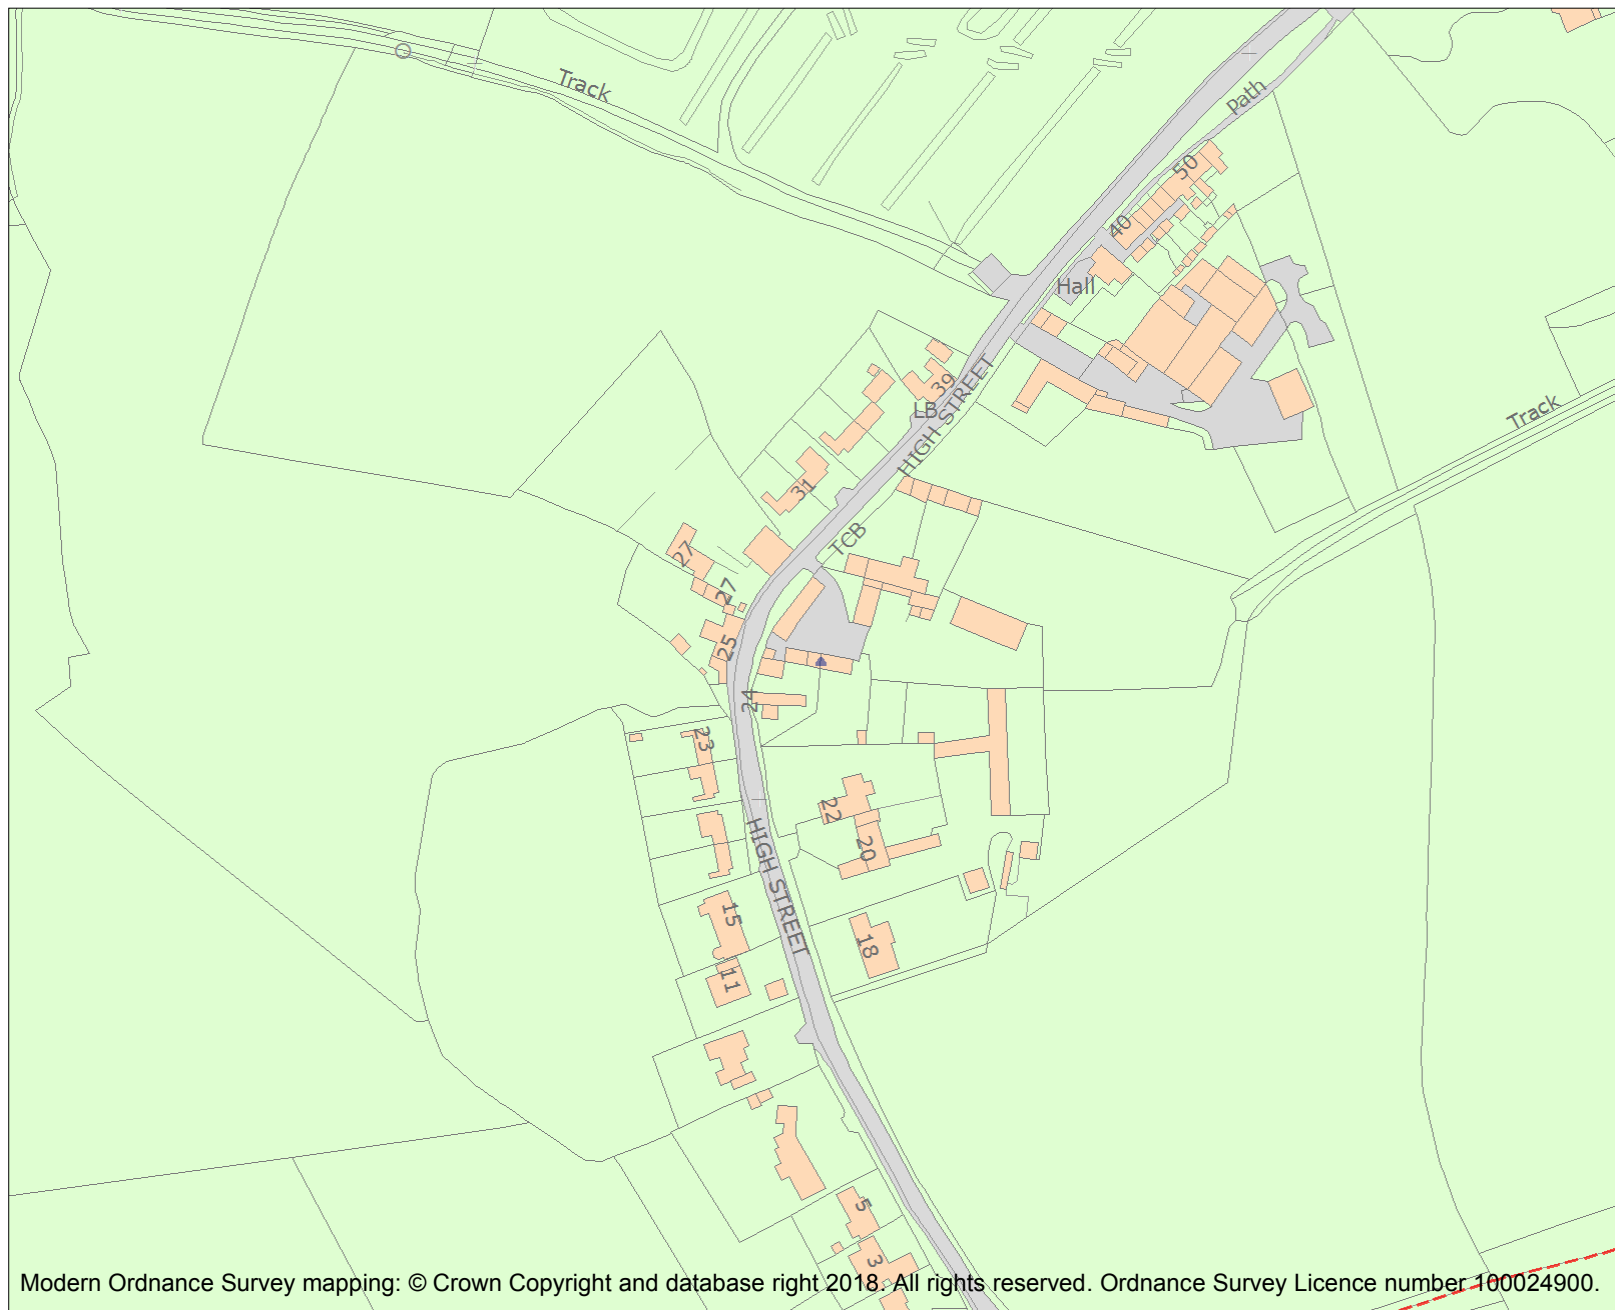 Track
Path
50
40
Hall
39
LB
HIGH STREET
Track
31
TCB
27
27
25
24
23
22
20
HIGH STREET
15
18
11
5
3
Modern Ordnance Survey mapping: © Crown Copyright and database right 2018. All rights reserved. Ordnance Survey Licence number 100024900.